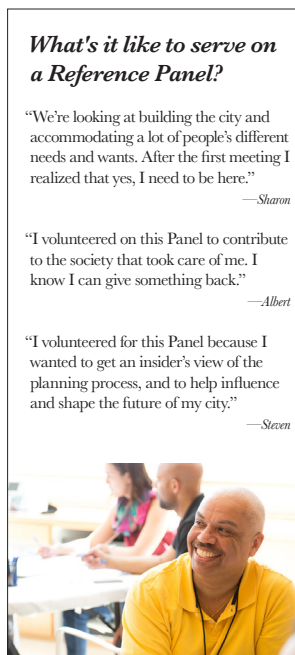 What's it like to serve on
a Reference Panel?
“We’re looking at building the city and
accommodating a lot of people’s different
needs and wants. After the first meeting I
realized that yes, I need to be here.”
—Sharon
“I volunteered on this Panel to contribute
to the society that took care of me. I
know I can give something back.”
—Albert
“I volunteered for this Panel because I
wanted to get an insider’s view of the
planning process, and to help influence
and shape the future of my city.”
—Steven